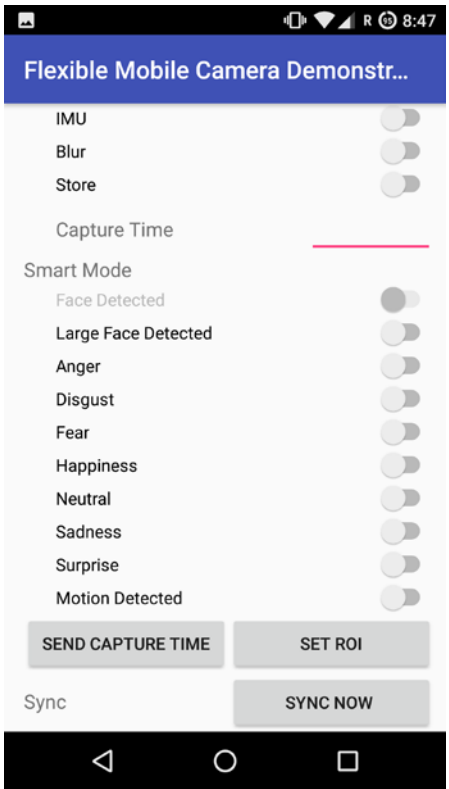 R 95 8:47
Flexible Mobile Camera Demonstr...
IMU
Blur
Store
Capture Time
Smart Mode
Face Detected
Large Face Detected
Anger
Disgust
Fear
Happiness
Neutral
Sadness
Surprise
Motion Detected
SEND CAPTURE TIME SET ROI
Sync SYNC NOW